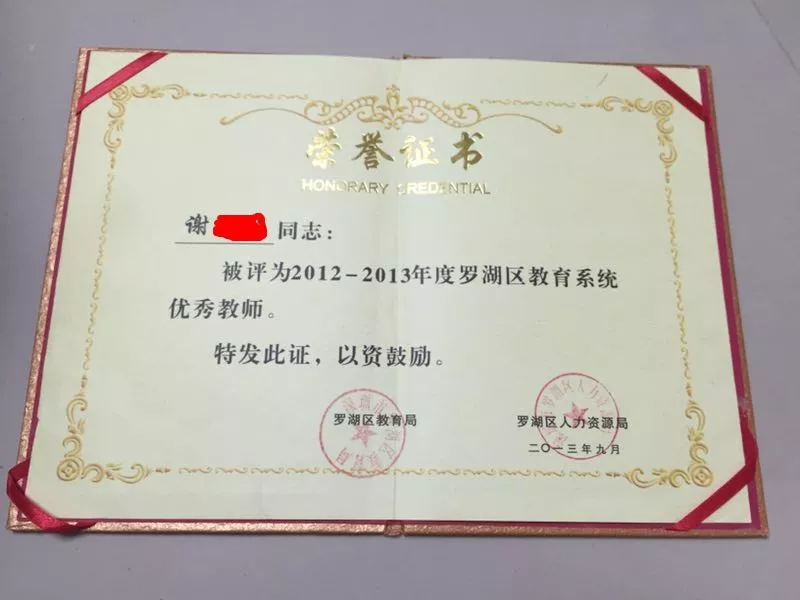 荣誉证书
HONORARY CREDENTIAL
谢 同志：
被评为2012－2013年度罗湖区教育系统
优秀教师。
特发此证，以资鼓励。
罗湖区教育局 罗湖区人力资源局
二〇一三年九月